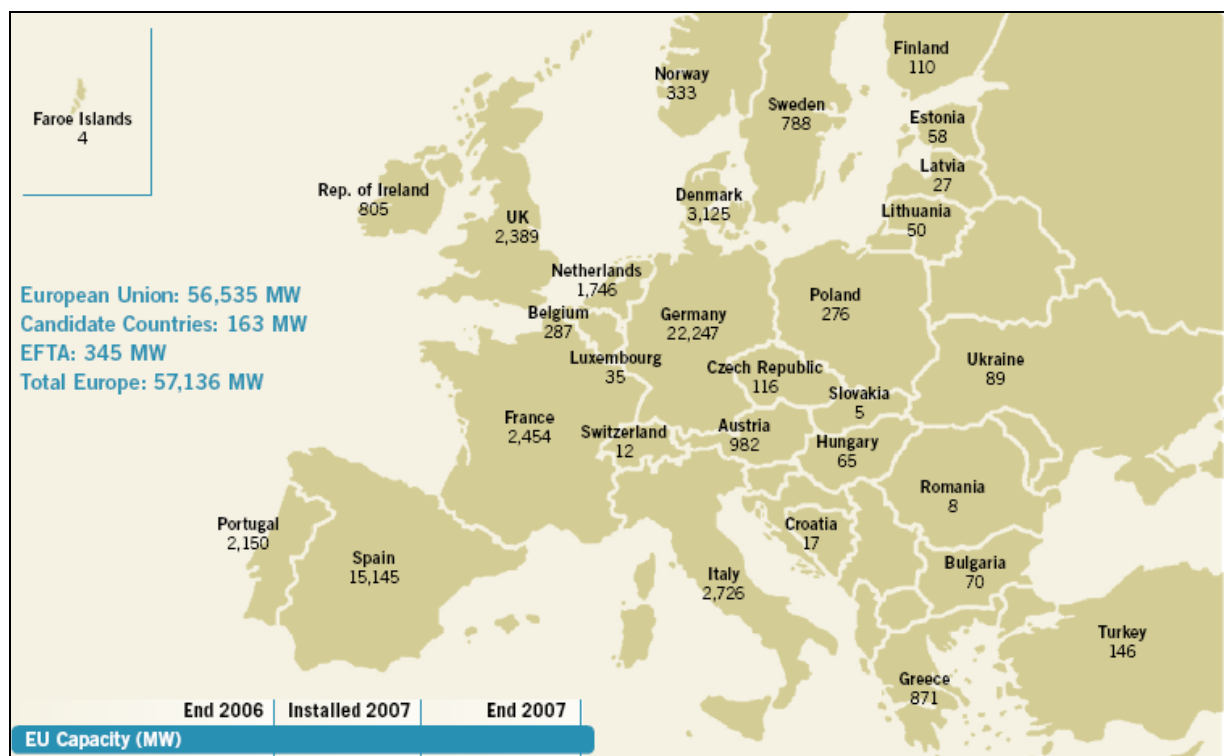 Finland
110
Norway
333
Sweden
788
Faroe Islands
4
Estonia
58
Latvia
27
Rep. of Ireland
805
Denmark
3,125
Lithuania
50
UK
2,389
Netherlands
1,746
European Union: 56,535 MW
Candidate Countries: 163 MW
EFTA: 345 MW
Total Europe: 57,136 MW
Poland
276
Belgium
287
Germany
22,247
Luxembourg
35
Czech Republic
116
Ukraine
89
Slovakia
5
France
2,454
Switzerland
12
Austria
982
Hungary
65
Romania
8
Portugal
2,150
Croatia
17
Spain
15,145
Italy
2,726
Bulgaria
70
Turkey
146
Greece
871
End 2006 Installed 2007 End 2007
EU Capacity (MW)